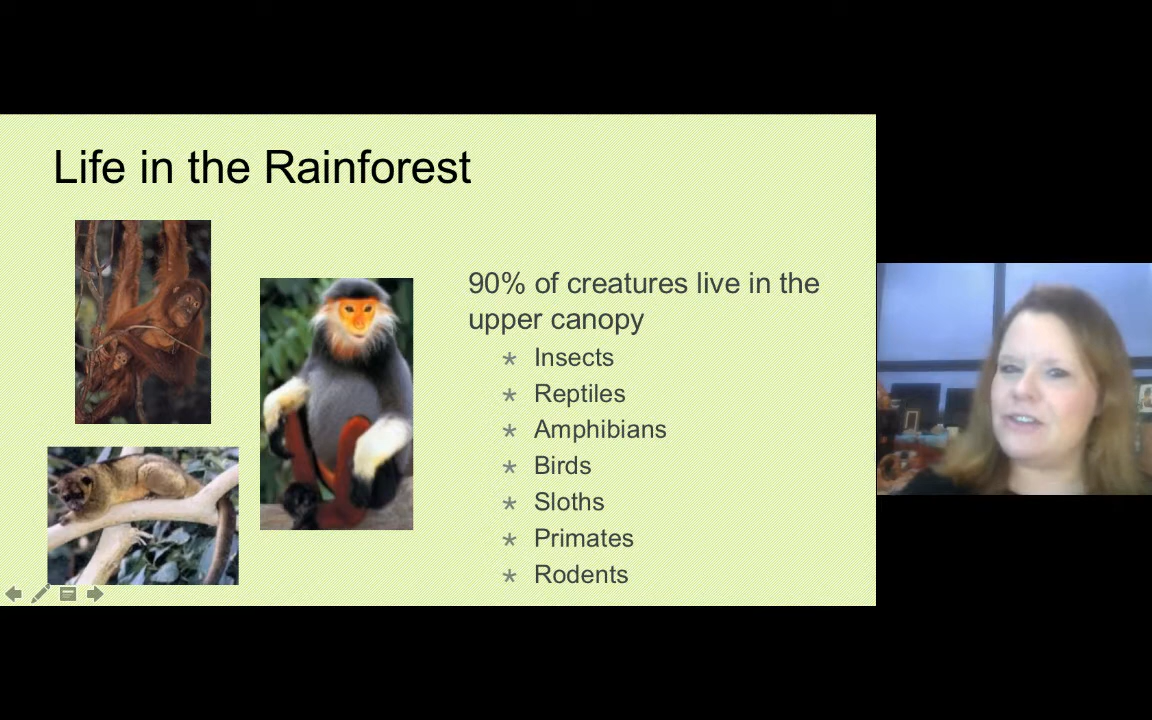 Life in the Rainforest
90% of creatures live in the
upper canopy
* Insects
* Reptiles
* Amphibians
* Birds
* Sloths
* Primates
* Rodents